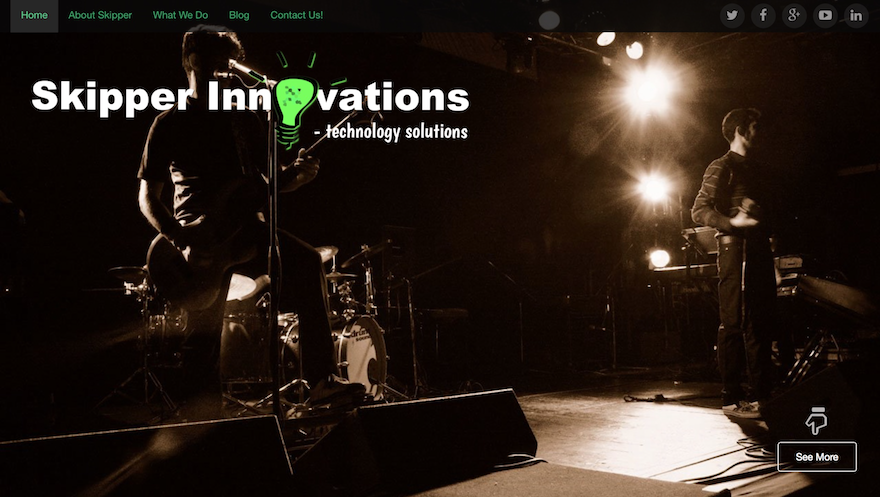 Home About Skipper What We Do Blog Contact Us!
Skipper Innovations
- technology solutions
See More